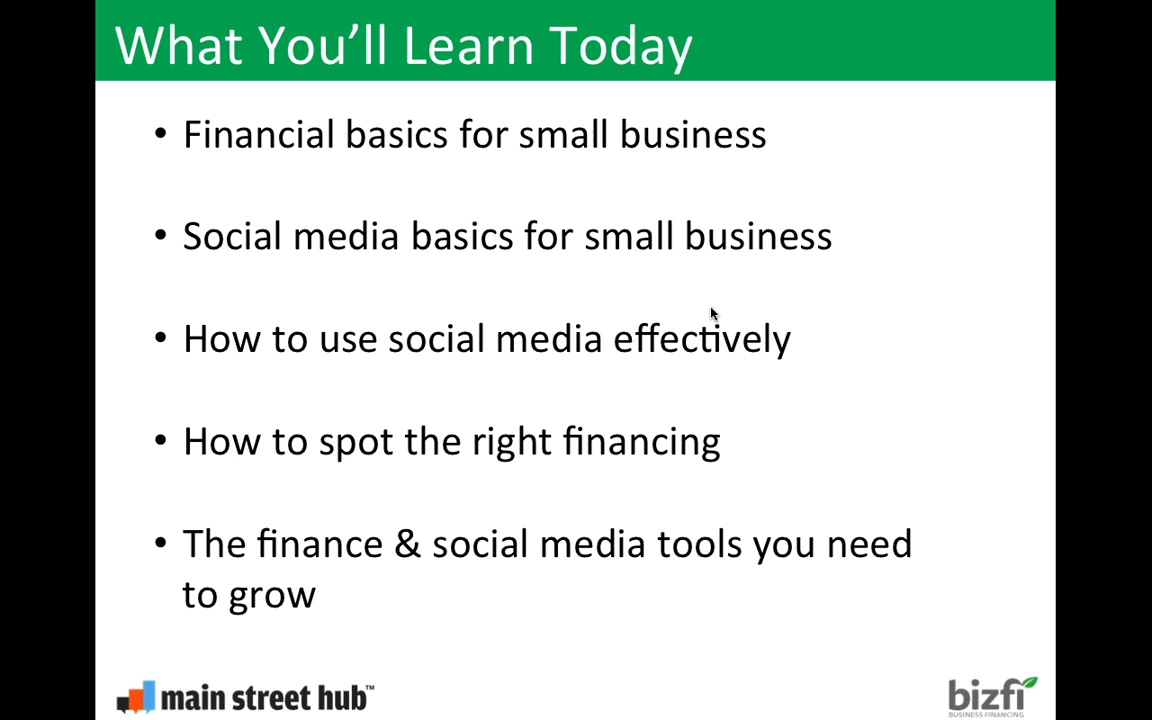 What You’ll Learn Today
• Financial basics for small business
• Social media basics for small business
• How to use social media effectively
• How to spot the right financing
• The finance & social media tools you need
to grow
main street hub™
bizfi
BUSINESS FINANCING